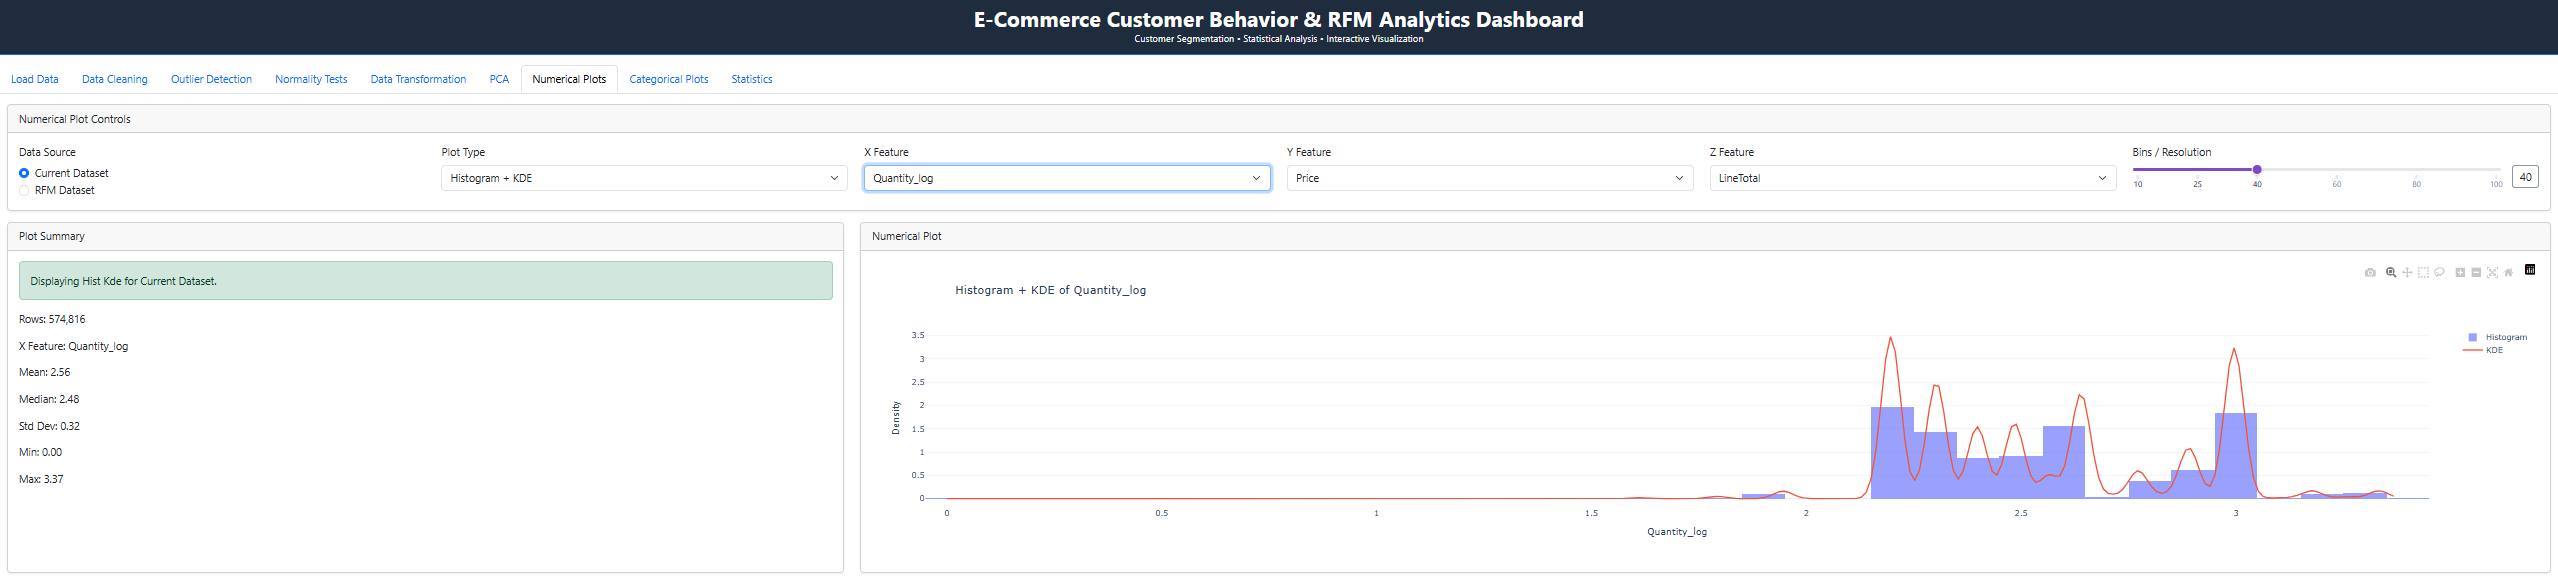 E-Commerce Customer Behavior & RFM Analytics Dashboard
Customer Segmentation • Statistical Analysis • Interactive Visualization
Load Data Data Cleaning Outlier Detection Normality Tests Data Transformation PCA Numerical Plots Categorical Plots Statistics
Numerical Plot Controls
Data Source
Current Dataset
RFM Dataset
Plot Type
Histogram + KDE
X Feature
Quantity_log
Y Feature
Price
Z Feature
LineTotal
Bins / Resolution
10 25 40 60 80 100
40
Plot Summary
Displaying Hist Kde for Current Dataset.
Rows: 574,816
X Feature: Quantity_log
Mean: 2.56
Median: 2.48
Std Dev: 0.32
Min: 0.00
Max: 3.37
Numerical Plot
Histogram + KDE of Quantity_log
3.5
3
2.5
2
1.5
1
0.5
0
Density
0 0.5 1 1.5 2 2.5 3
Quantity_log
Histogram
KDE